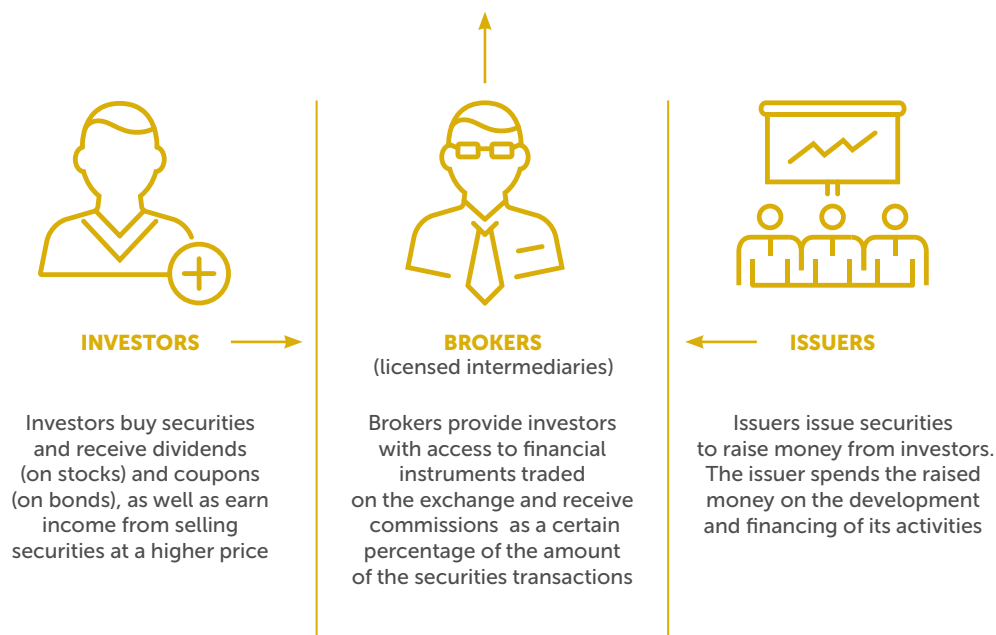 INVESTORS
Investors buy securities
and receive dividends
(on stocks) and coupons
(on bonds), as well as earn
income from selling
securities at a higher price
BROKERS
(licensed intermediaries)
Brokers provide investors
with access to financial
instruments traded
on the exchange and receive
commissions as a certain
percentage of the amount
of the securities transactions
ISSUERS
Issuers issue securities
to raise money from investors.
The issuer spends the raised
money on the development
and financing of its activities